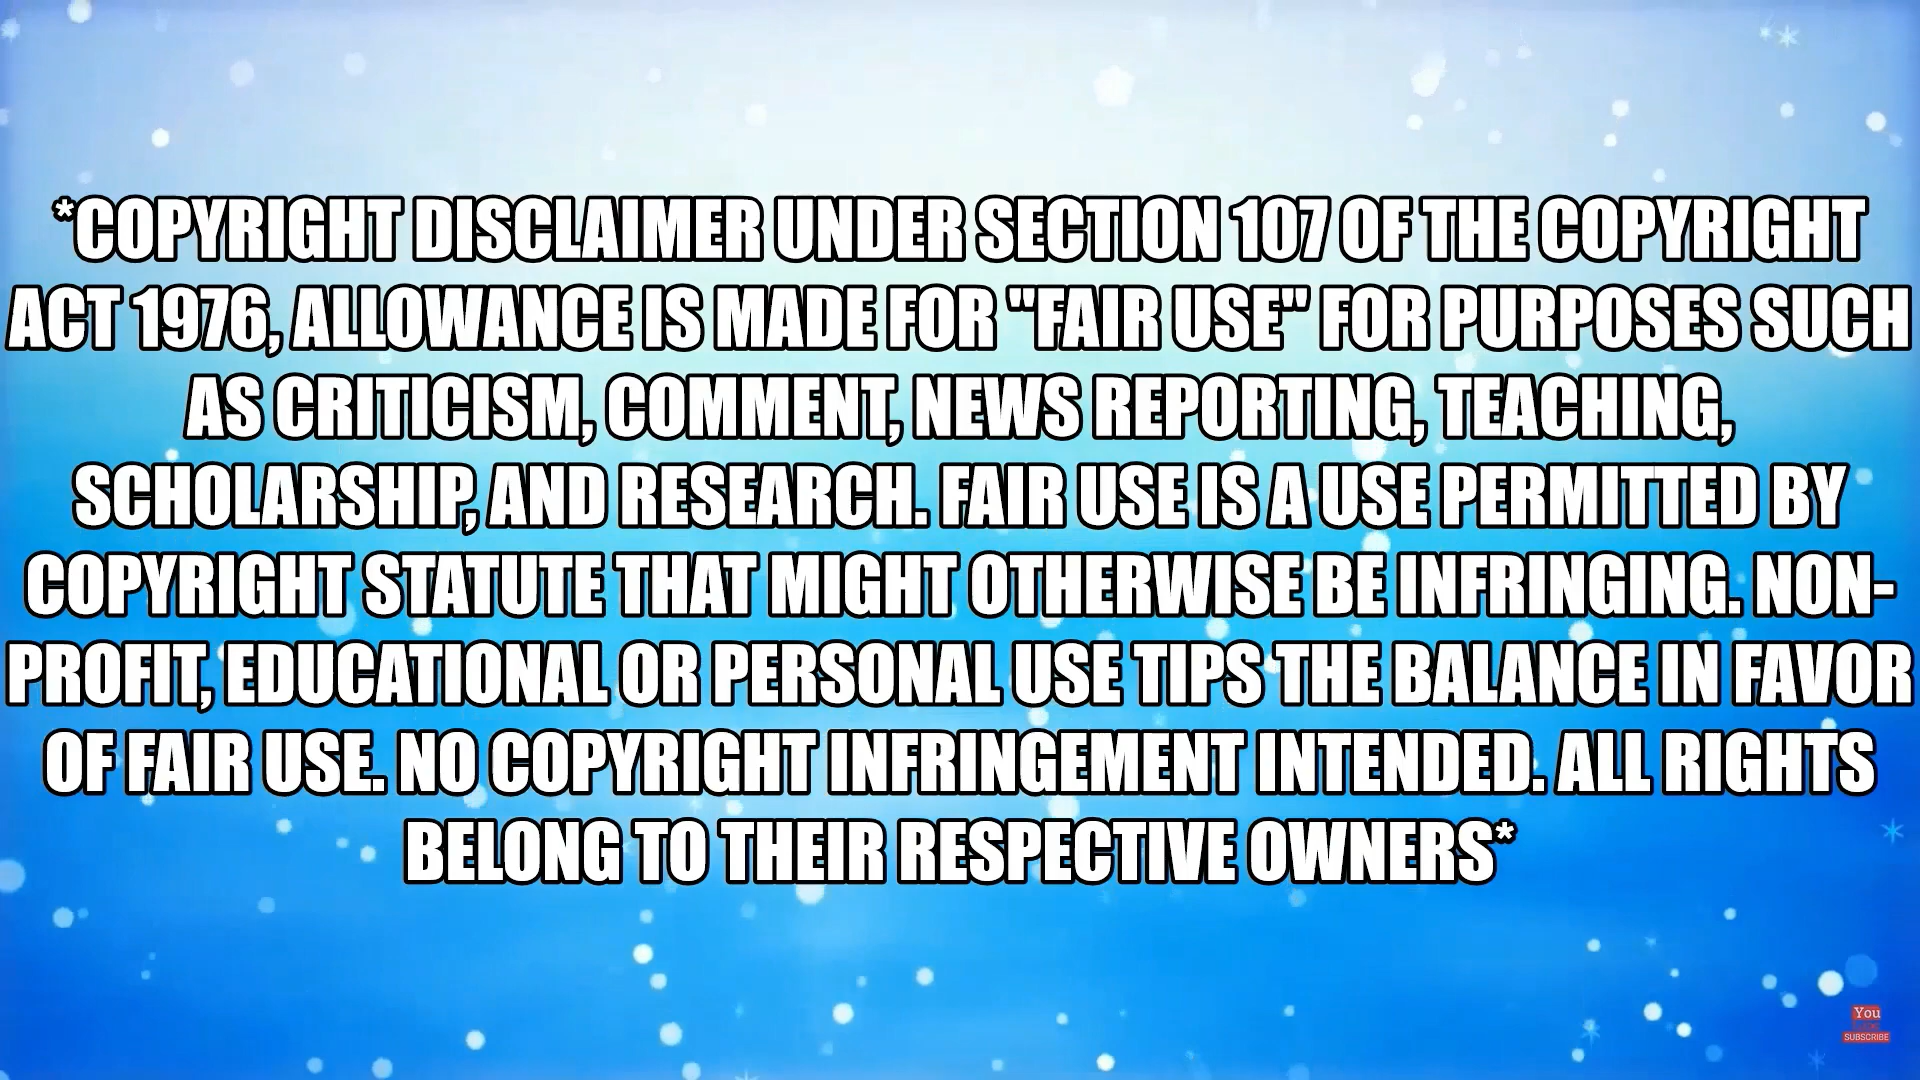 *COPYRIGHT DISCLAIMER UNDER SECTION 107 OF THE COPYRIGHT
ACT 1976, ALLOWANCE IS MADE FOR "FAIR USE" FOR PURPOSES SUCH
AS CRITICISM, COMMENT, NEWS REPORTING, TEACHING,
SCHOLARSHIP, AND RESEARCH. FAIR USE IS A USE PERMITTED BY
COPYRIGHT STATUTE THAT MIGHT OTHERWISE BE INFRINGING. NON-
PROFIT, EDUCATIONAL OR PERSONAL USE TIPS THE BALANCE IN FAVOR
OF FAIR USE. NO COPYRIGHT INFRINGEMENT INTENDED. ALL RIGHTS
BELONG TO THEIR RESPECTIVE OWNERS*
You
SUBSCRIBE